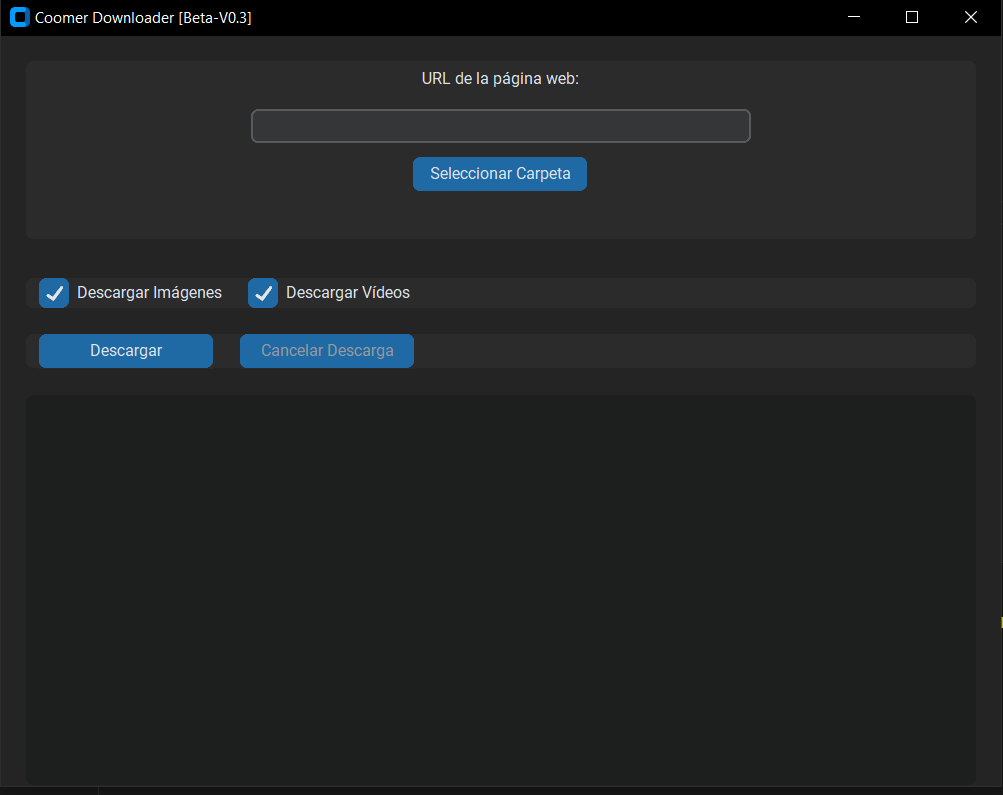 Coomer Downloader [Beta-V0.3]
URL de la página web:
Seleccionar Carpeta
Descargar Imágenes
Descargar Vídeos
Descargar
Cancelar Descarga